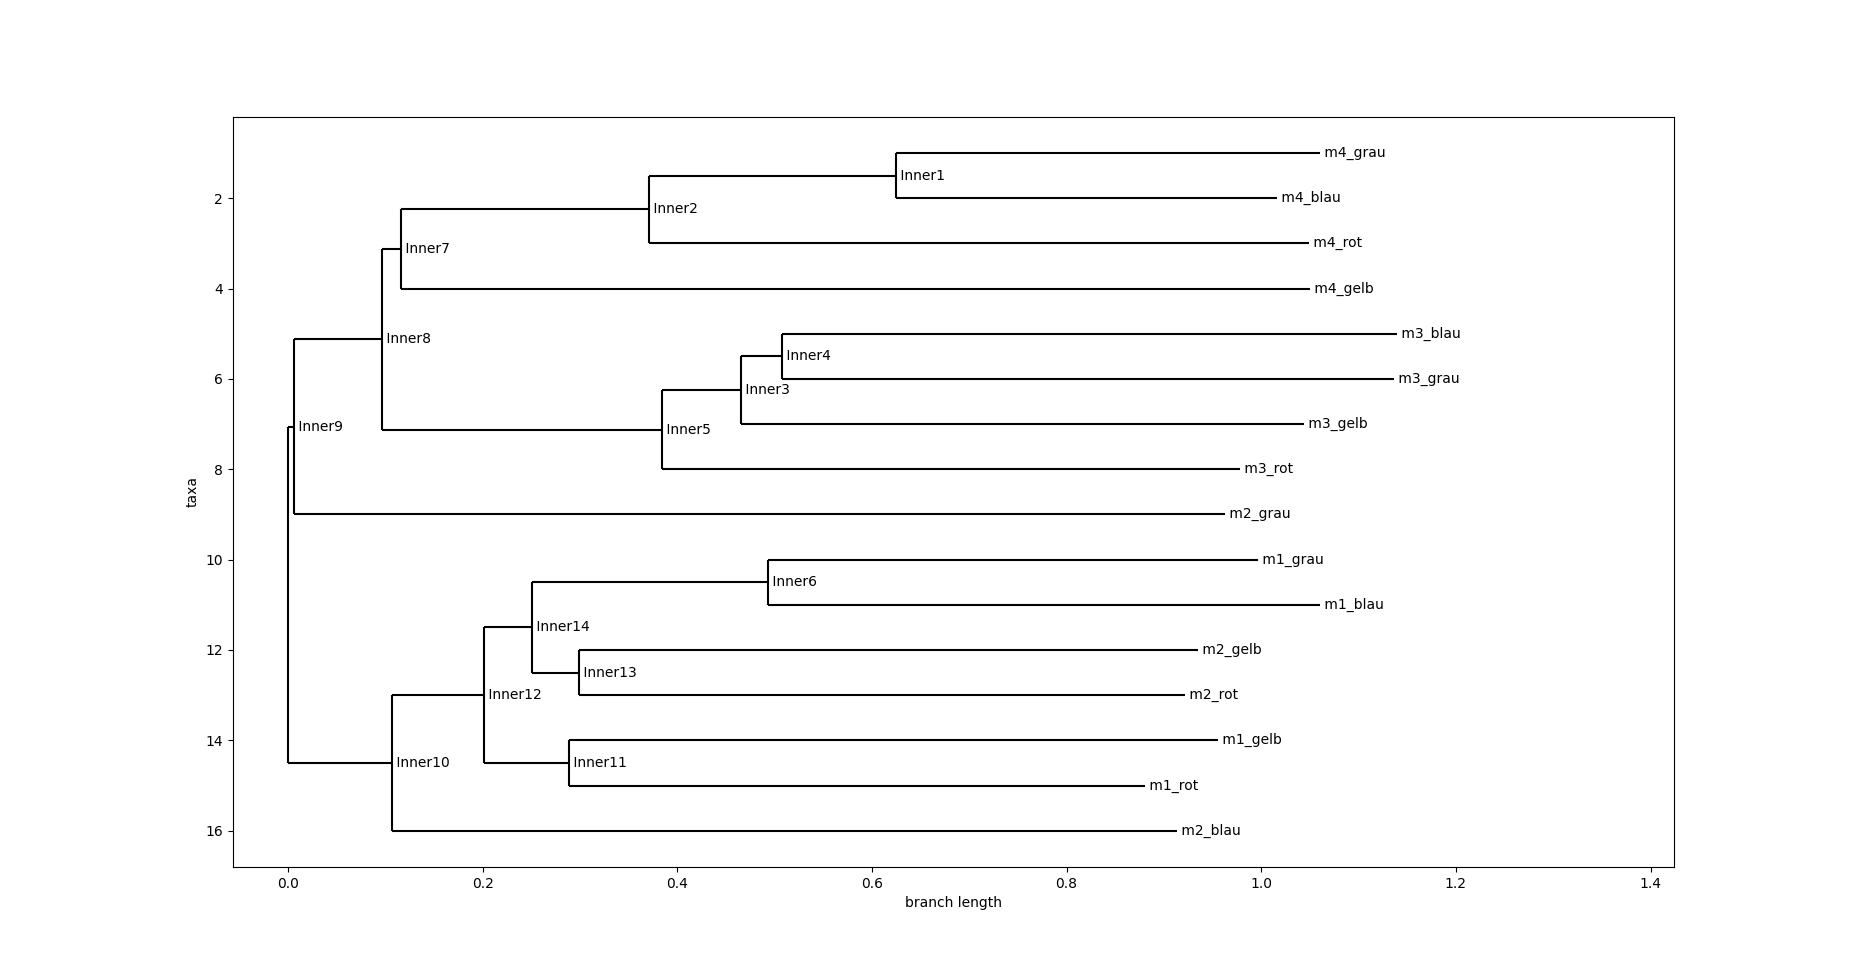 m4_grau
Inner1
m4_blau
Inner2
m4_rot
Inner7
m4_gelb
m3_blau
Inner8
Inner4
m3_grau
Inner3
m3_gelb
Inner9
Inner5
m3_rot
m2_grau
m1_grau
Inner6
m1_blau
Inner14
m2_gelb
Inner13
m2_rot
Inner12
m1_gelb
Inner11
Inner10
m1_rot
m2_blau
2
4
6
8
10
12
14
16
taxa
0.0 0.2 0.4 0.6 0.8 1.0 1.2 1.4
branch length